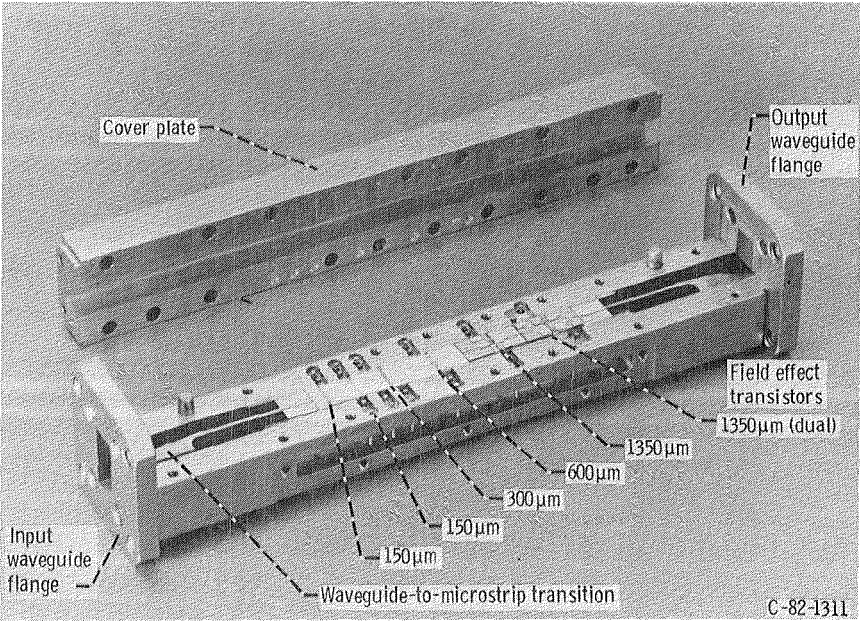 Cover plate
Output
waveguide
flange
Field effect
transistors
1350μm (dual)
1350μm
600μm
300μm
150μm
150μm
Input
waveguide
flange
Waveguide-to-microstrip transition
C-82-1311